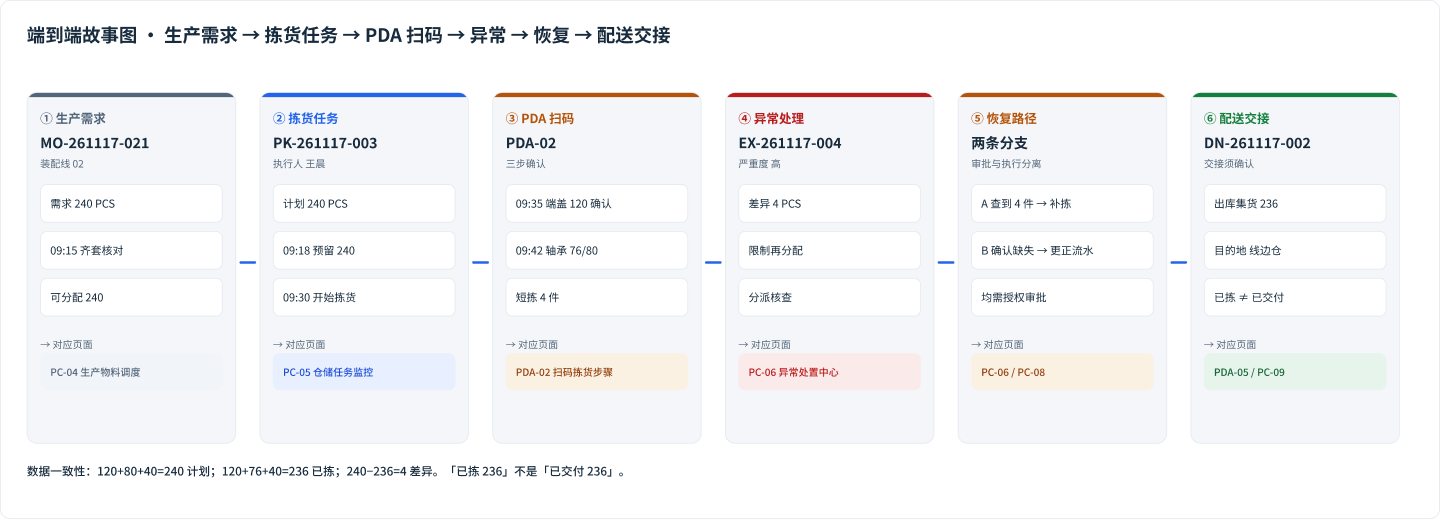 端到端故事图 · 生产需求 → 拣货任务 → PDA 扫码 → 异常 → 恢复 → 配送交接
① 生产需求
MO-261117-021
装配线 02
需求 240 PCS
09:15 齐套核对
可分配 240
→ 对应页面
PC-04 生产物料调度
② 拣货任务
PK-261117-003
执行人 王晨
计划 240 PCS
09:18 预留 240
09:30 开始拣货
→ 对应页面
PC-05 仓储任务监控
③ PDA 扫码
PDA-02
三步确认
09:35 端盖 120 确认
09:42 轴承 76/80
短拣 4 件
→ 对应页面
PDA-02 扫码拣货步骤
④ 异常处理
EX-261117-004
严重度 高
差异 4 PCS
限制再分配
分派核查
→ 对应页面
PC-06 异常处置中心
⑤ 恢复路径
两条分支
审批与执行分离
A 查到 4 件 → 补拣
B 确认缺失 → 更正流水
均需授权审批
→ 对应页面
PC-06 / PC-08
⑥ 配送交接
DN-261117-002
交接须确认
出库集货 236
目的地 线边仓
已拣 ≠ 已交付
→ 对应页面
PDA-05 / PC-09
数据一致性：120+80+40=240 计划；120+76+40=236 已拣；240−236=4 差异。「已拣 236」不是「已交付 236」。